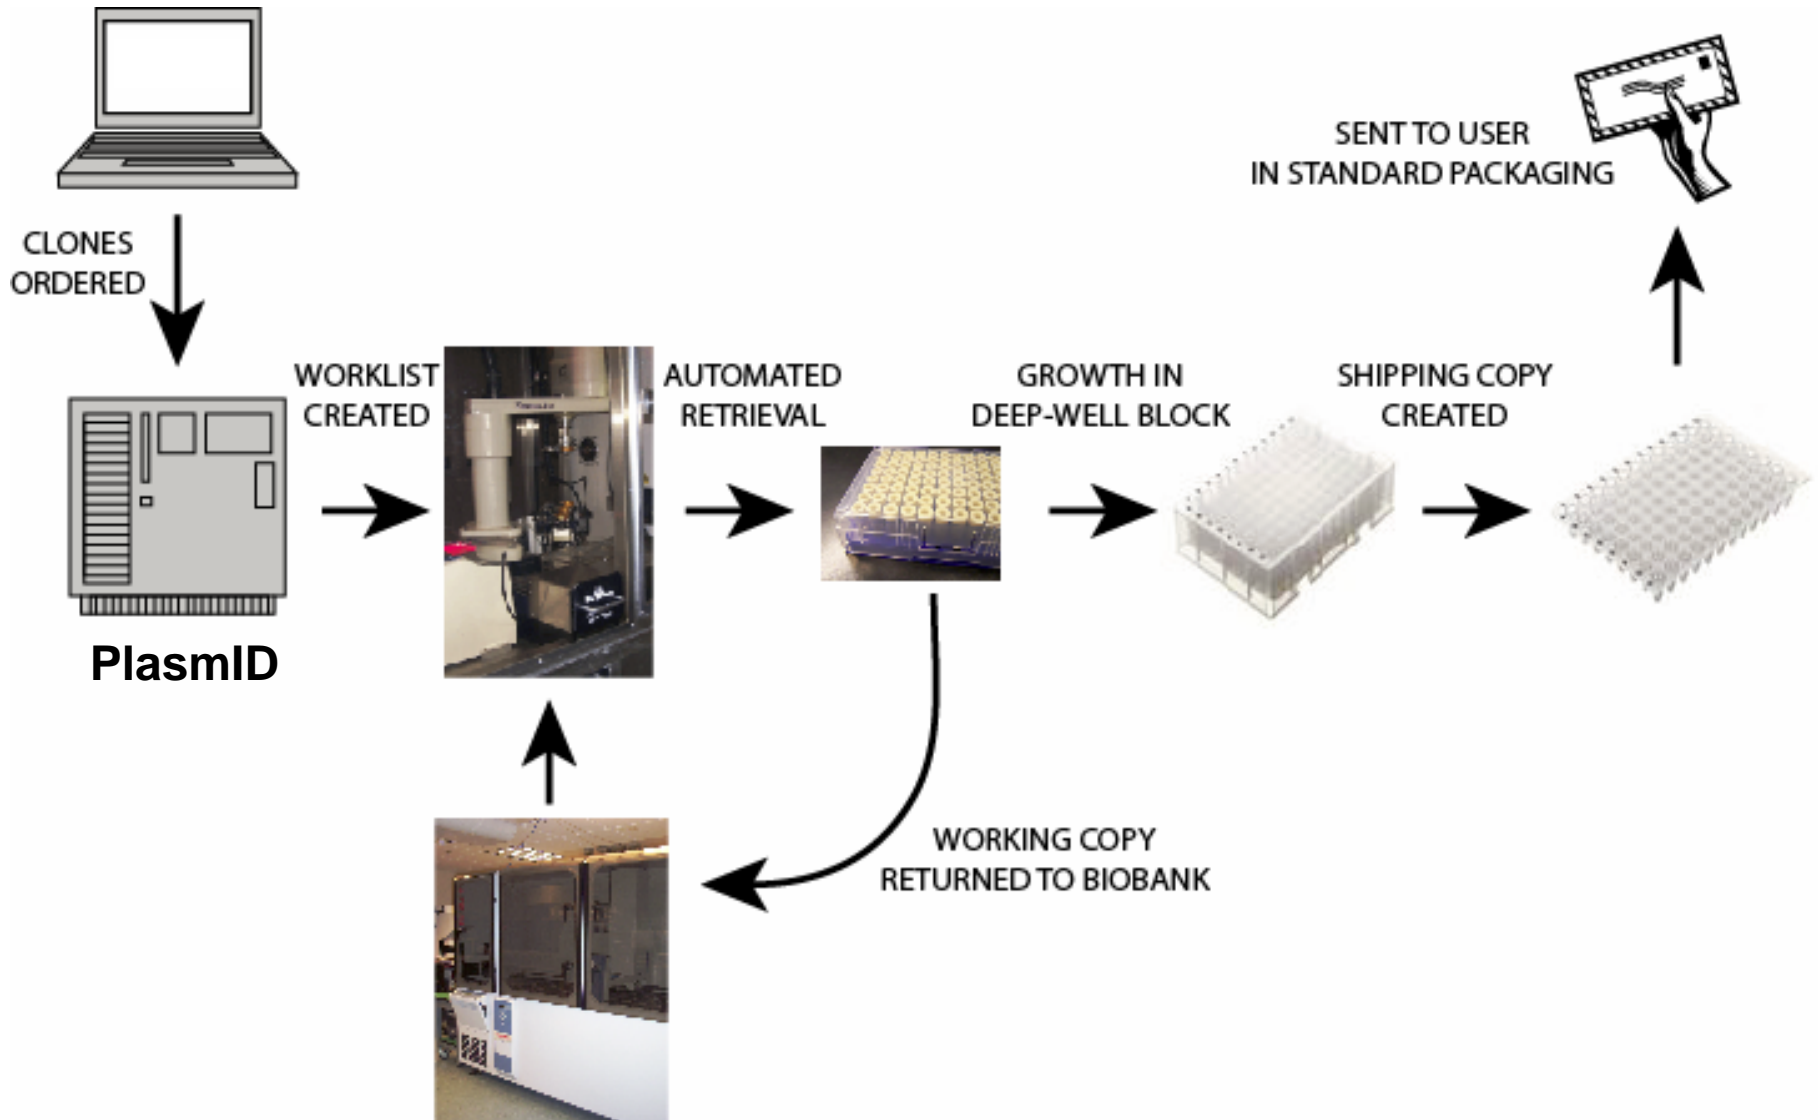 SENT TO USER
IN STANDARD PACKAGING
CLONES
ORDERED
WORKLIST
CREATED
AUTOMATED
RETRIEVAL
GROWTH IN
DEEP-WELL BLOCK
SHIPPING COPY
CREATED
PlasmID
WORKING COPY
RETURNED TO BIOBANK